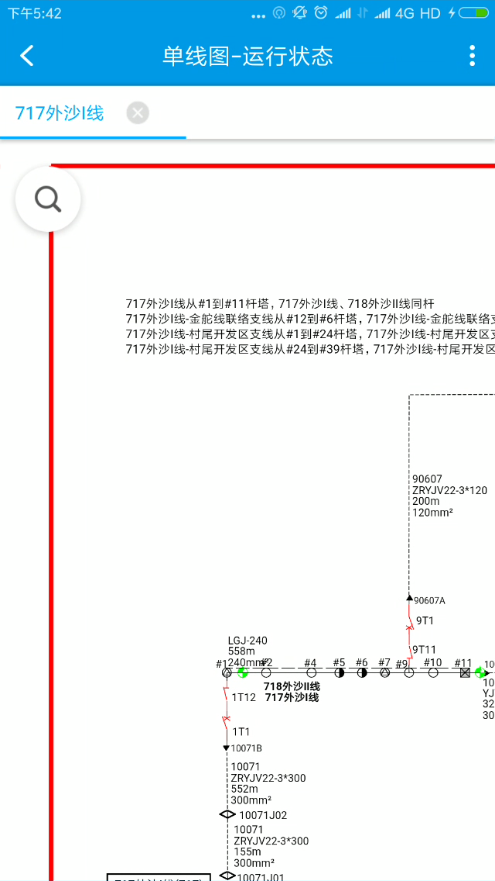 下午5:42
4G HD
单线图-运行状态
717外沙Ⅰ线
717外沙Ⅰ线从#1到#11杆塔，717外沙Ⅰ线、718外沙Ⅱ线同杆
717外沙Ⅰ线-金舵线联络支线从#12到#6杆塔，717外沙Ⅰ线-金舵线联络支
717外沙Ⅰ线-村尾开发区支线从#1到#24杆塔，717外沙Ⅰ线-村尾开发区支
717外沙Ⅰ线-村尾开发区支线从#24到#39杆塔，717外沙Ⅰ线-村尾开发区
90607
ZRYJV22-3*120
200m
120mm²
90607A
9T1
9T11
LGJ-240
558m
240mm²
#1 #2 #4 #5 #6 #7 #9 #10 #11 10
718外沙Ⅱ线
717外沙Ⅰ线
10
YJ
32
30
1T12
1T1
10071B
10071
ZRYJV22-3*300
552m
300mm²
10071J02
10071
ZRYJV22-3*300
155m
300mm²
10071J01